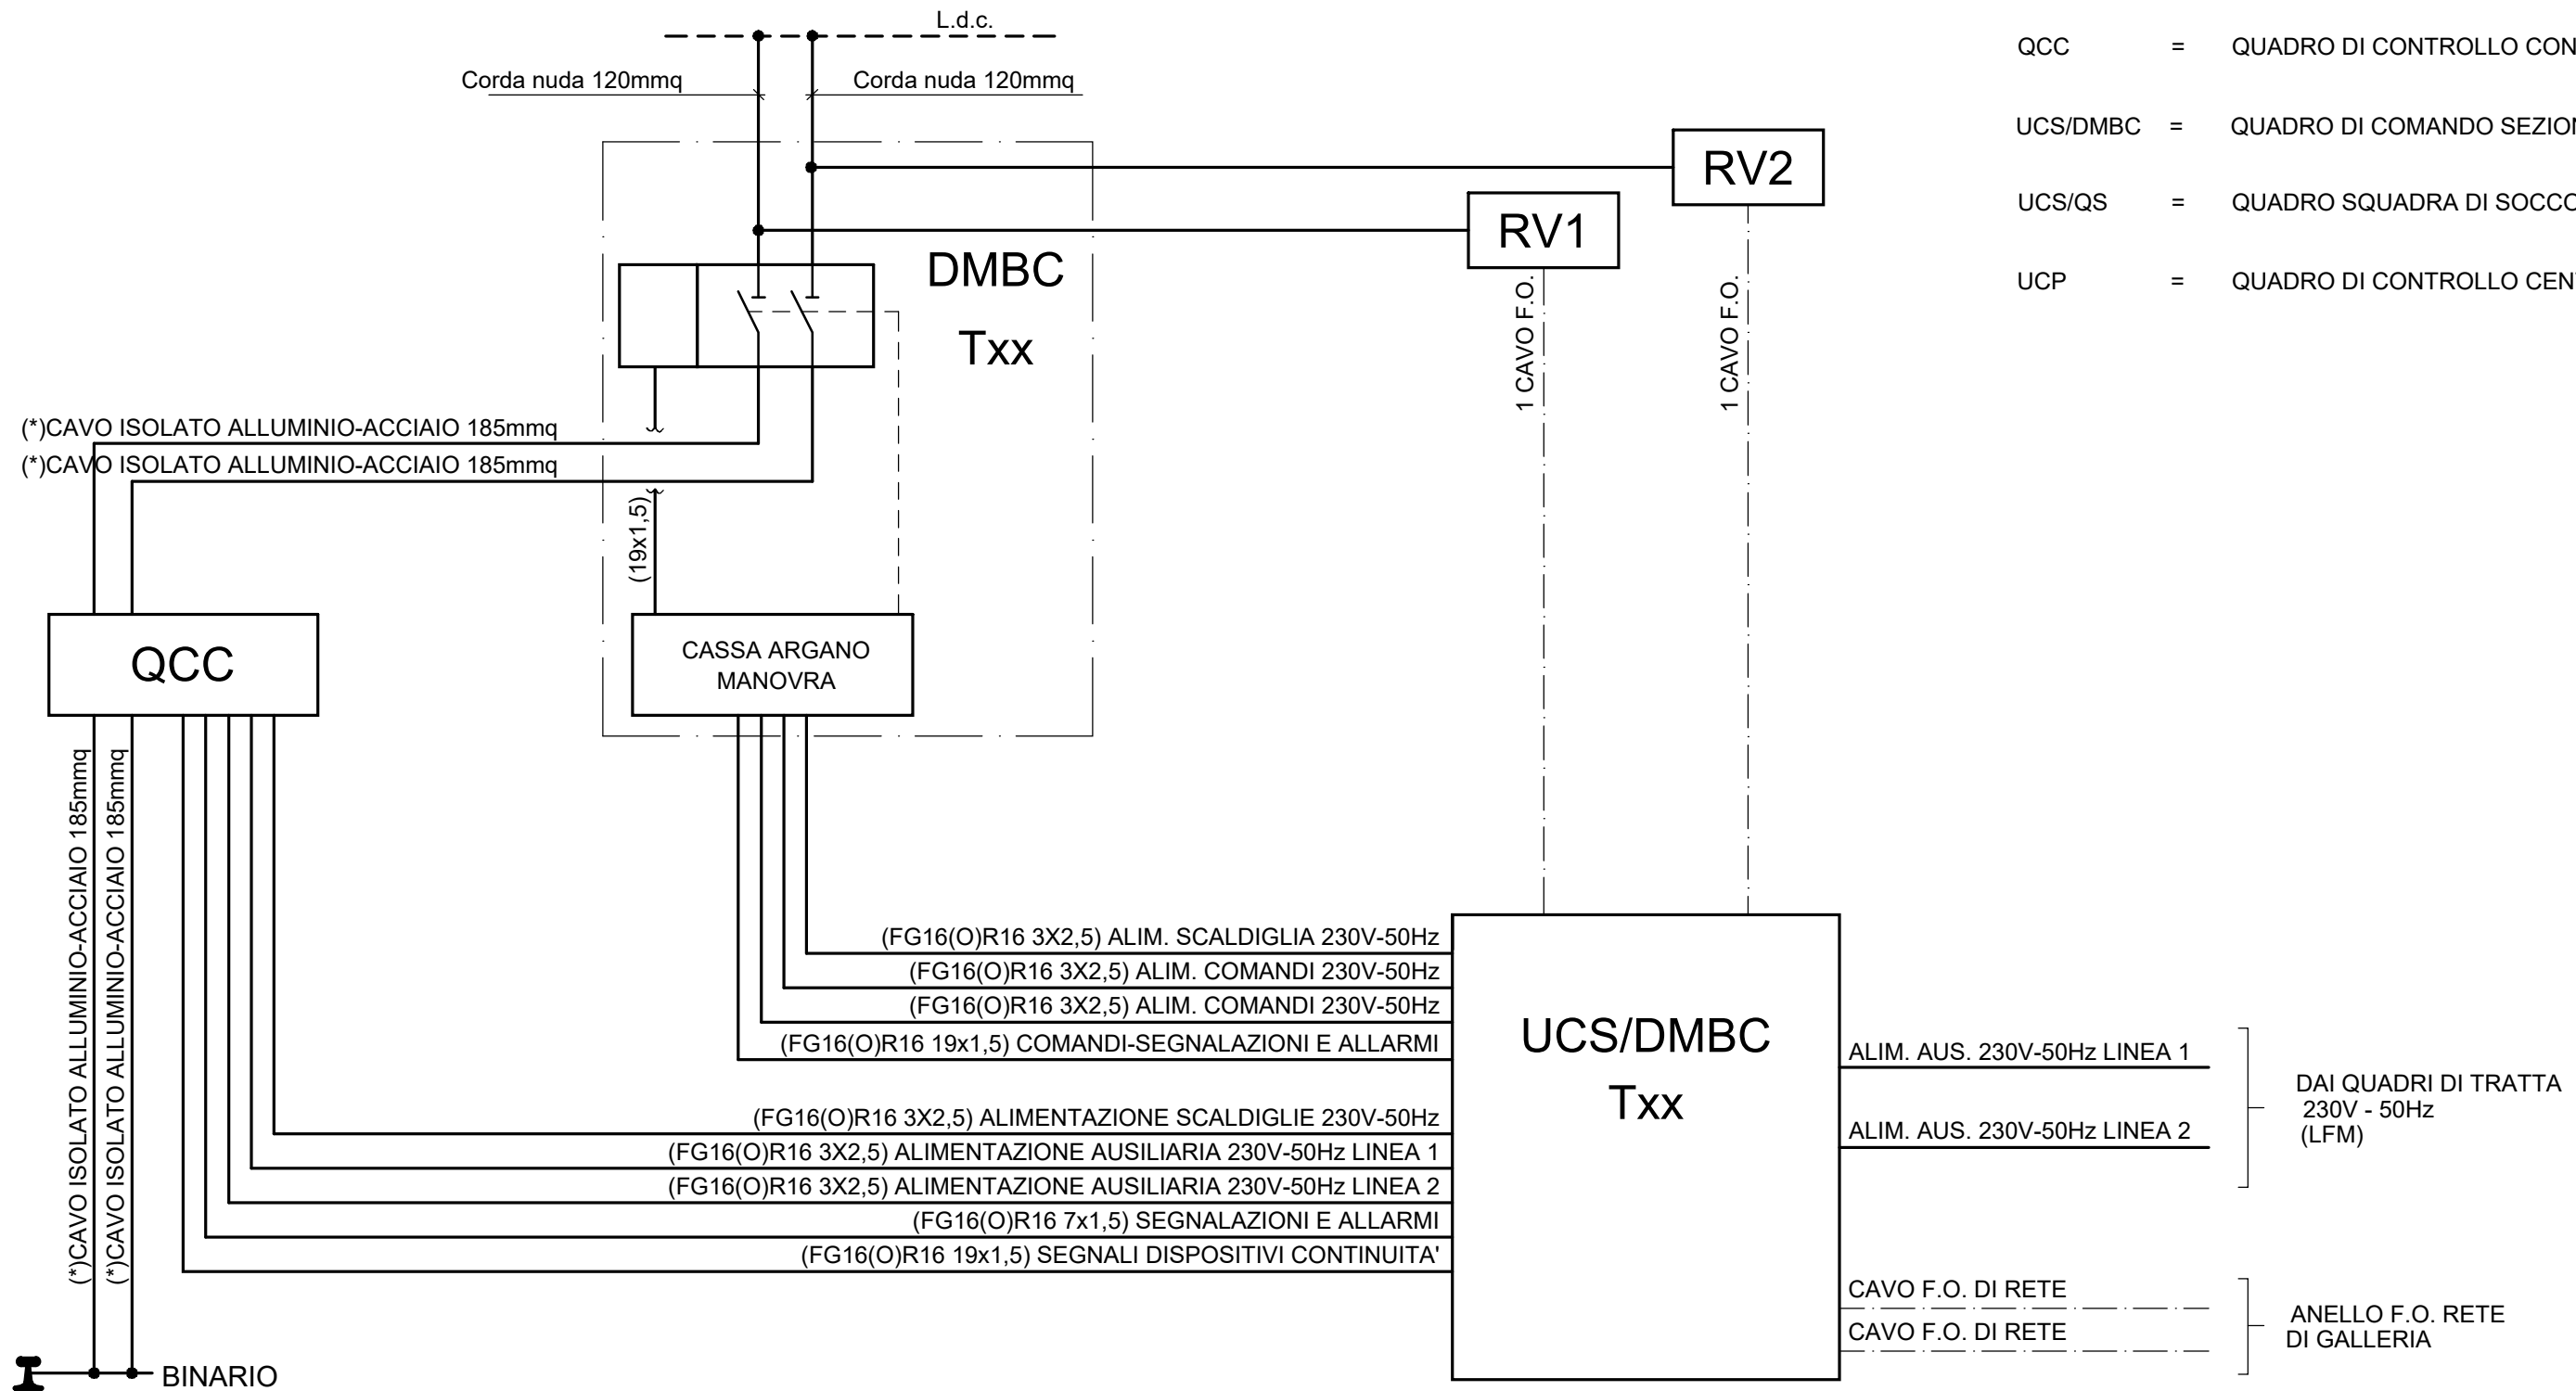 L.d.c.
Corda nuda 120mmq
Corda nuda 120mmq
QCC = QUADRO DI CONTROLLO
UCS/DMBC = QUADRO DI COMANDO
UCS/QS = QUADRO SQUADRA DI
UCP = QUADRO DI CONTROLLO
RV2
RV1
DMBC
Txx
1 CAVO F.O.
1 CAVO F.O.
(*)CAVO ISOLATO ALLUMINIO-ACCIAIO 185mmq
(*)CAVO ISOLATO ALLUMINIO-ACCIAIO 185mmq
(19x1,5)
QCC
CASSA ARGANO
MANOVRA
(*)CAVO ISOLATO ALLUMINIO-ACCIAIO 185mmq
(*)CAVO ISOLATO ALLUMINIO-ACCIAIO 185mmq
(FG16(O)R16 3X2,5) ALIM. SCALDIGLIA 230V-50Hz
(FG16(O)R16 3X2,5) ALIM. COMANDI 230V-50Hz
(FG16(O)R16 3X2,5) ALIM. COMANDI 230V-50Hz
(FG16(O)R16 19x1,5) COMANDI-SEGNALAZIONI E ALLARMI
(FG16(O)R16 3X2,5) ALIMENTAZIONE SCALDIGLIE 230V-50Hz
(FG16(O)R16 3X2,5) ALIMENTAZIONE AUSILIARIA 230V-50Hz LINEA 1
(FG16(O)R16 3X2,5) ALIMENTAZIONE AUSILIARIA 230V-50Hz LINEA 2
(FG16(O)R16 7x1,5) SEGNALAZIONI E ALLARMI
(FG16(O)R16 19x1,5) SEGNALI DISPOSITIVI CONTINUITA'
UCS/DMBC
Txx
ALIM. AUS. 230V-50Hz LINEA 1
ALIM. AUS. 230V-50Hz LINEA 2
DAI QUADRI DI TRATTA
230V - 50Hz
(LFM)
CAVO F.O. DI RETE
CAVO F.O. DI RETE
ANELLO F.O. RETE
DI GALLERIA
BINARIO